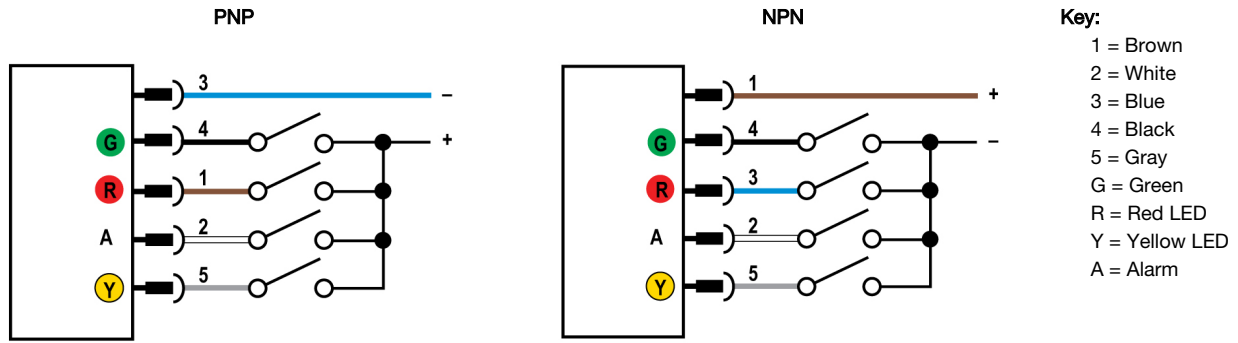 PNP
3
–
G
4
+
R
1
A
2
Y
5
NPN
1
+
G
4
–
R
3
A
2
Y
5
Key:
1 = Brown
2 = White
3 = Blue
4 = Black
5 = Gray
G = Green
R = Red LED
Y = Yellow LED
A = Alarm